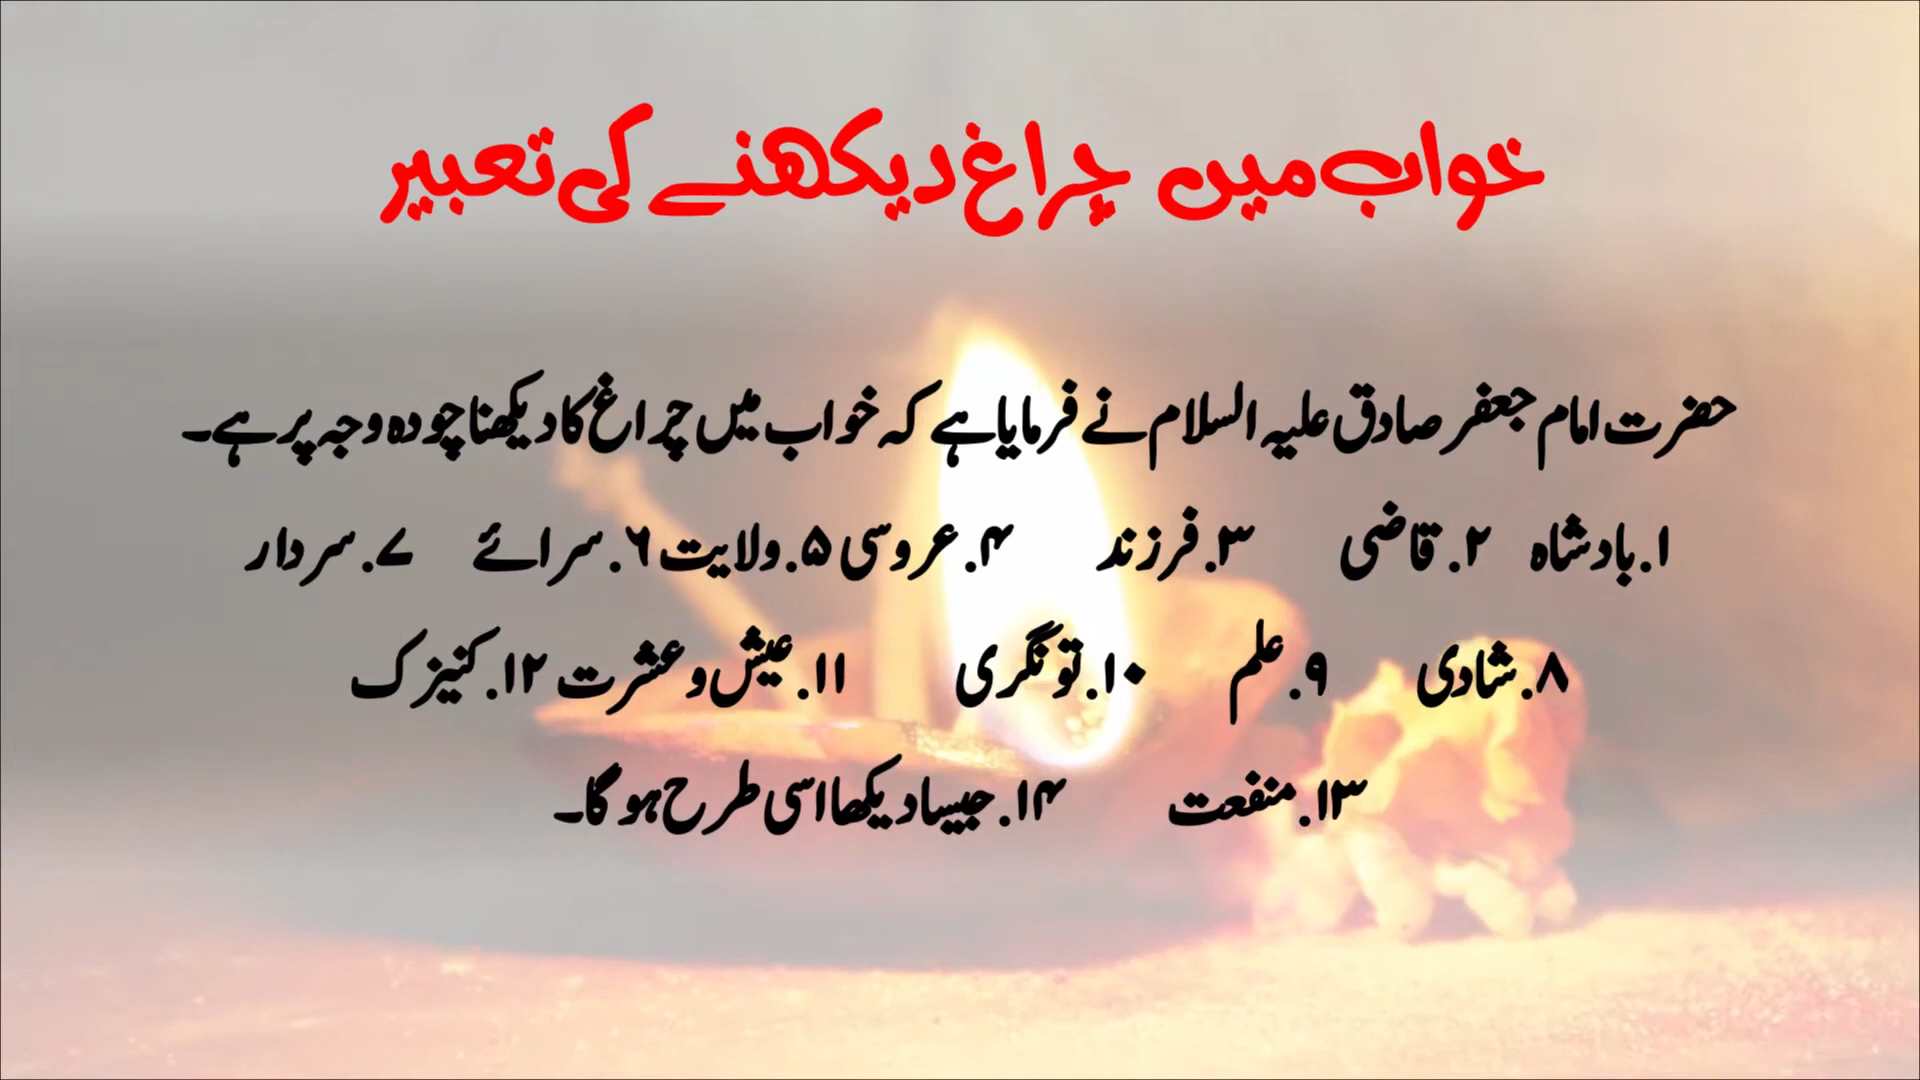 خواب میں چراغ دیکھنے کی تعبیر
حضرت امام جعفر صادق علیہ السلام نے فرمایا ہے کہ خواب میں چراغ کا دیکھنا چودہ وجہ پر ہے۔
۱. بادشاہ ۲. قاضی ۳. فرزند ۴. عروسی ۵. ولایت ۶. سرائے ۷. سردار
۸. شادی ۹. علم ۱۰. تونگری ۱۱. عیش و عشرت ۱۲. کنیزک
۱۳. منفعت ۱۴. جیسا دیکھا اسی طرح ہو گا۔